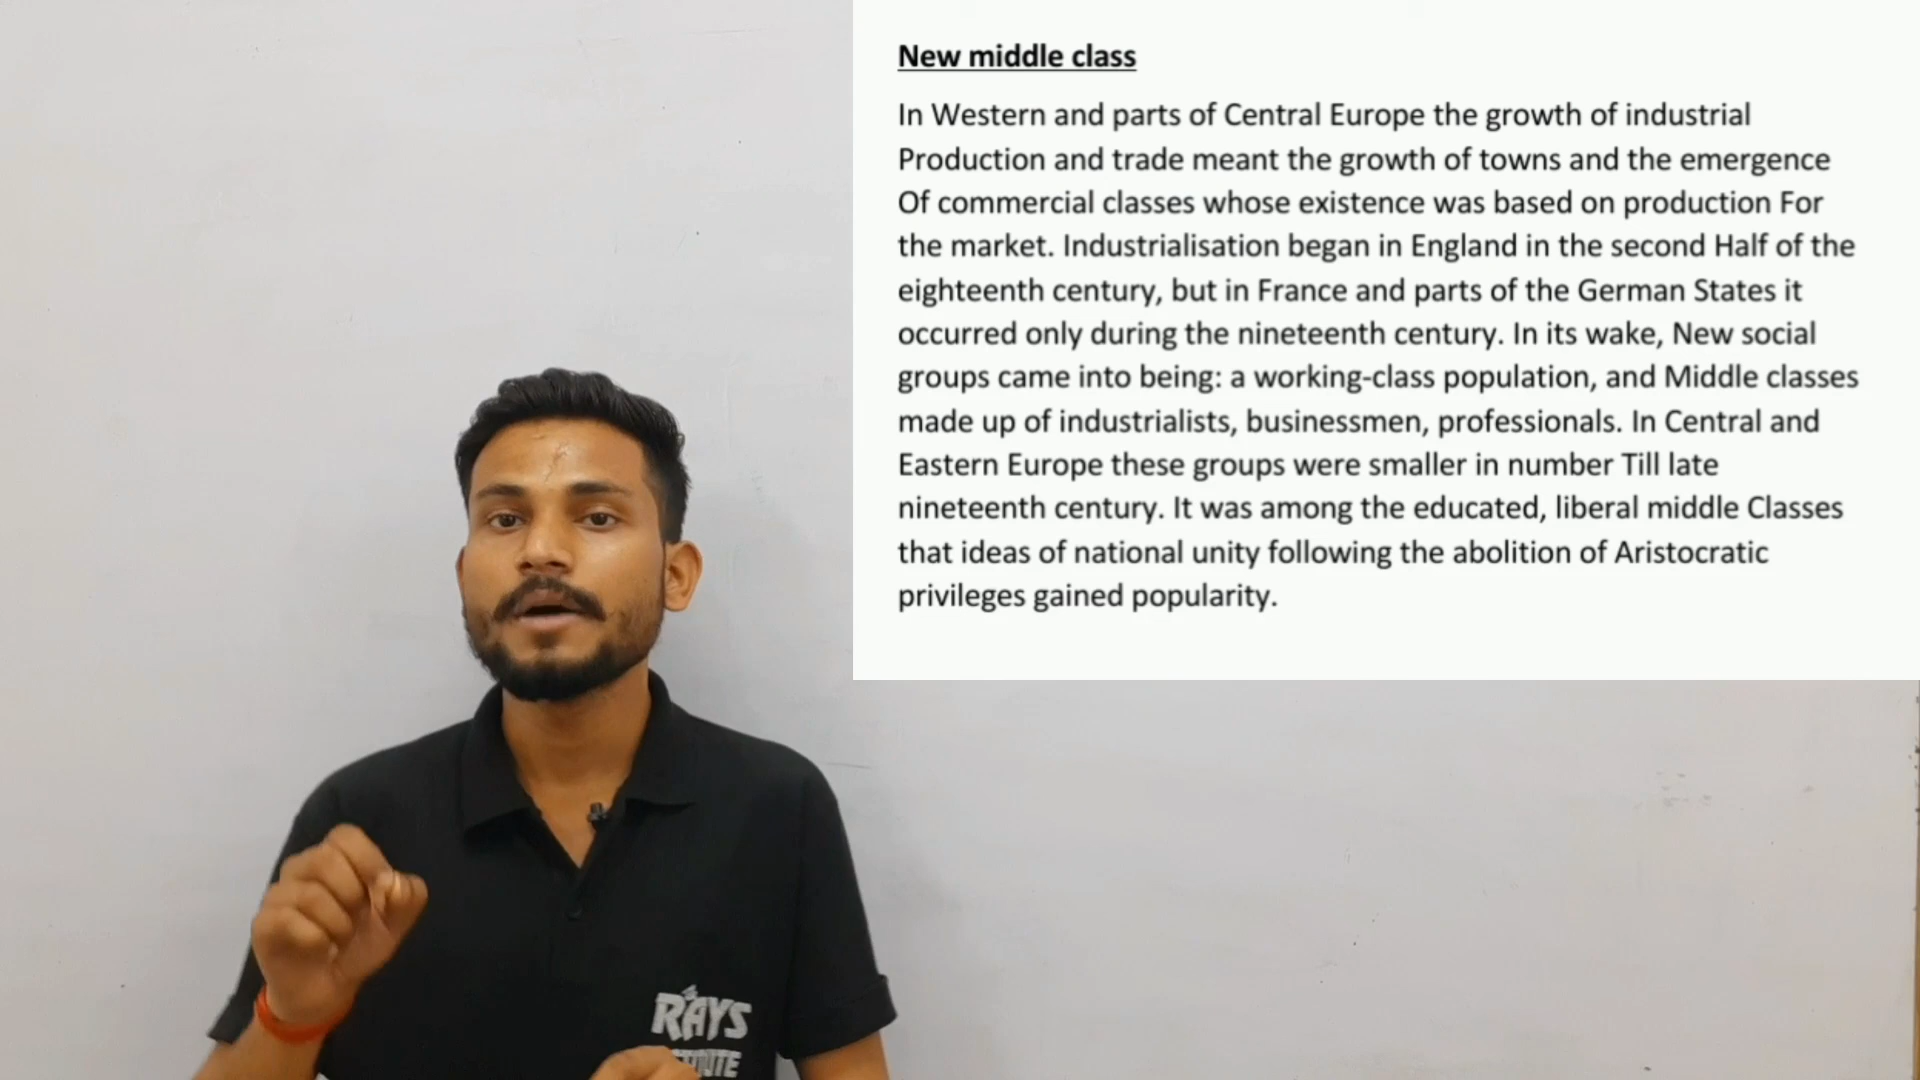 New middle class
In Western and parts of Central Europe the growth of industrial
Production and trade meant the growth of towns and the emergence
Of commercial classes whose existence was based on production For
the market. Industrialisation began in England in the second Half of the
eighteenth century, but in France and parts of the German States it
occurred only during the nineteenth century. In its wake, New social
groups came into being: a working-class population, and Middle classes
made up of industrialists, businessmen, professionals. In Central and
Eastern Europe these groups were smaller in number Till late
nineteenth century. It was among the educated, liberal middle Classes
that ideas of national unity following the abolition of Aristocratic
privileges gained popularity.
RAYS